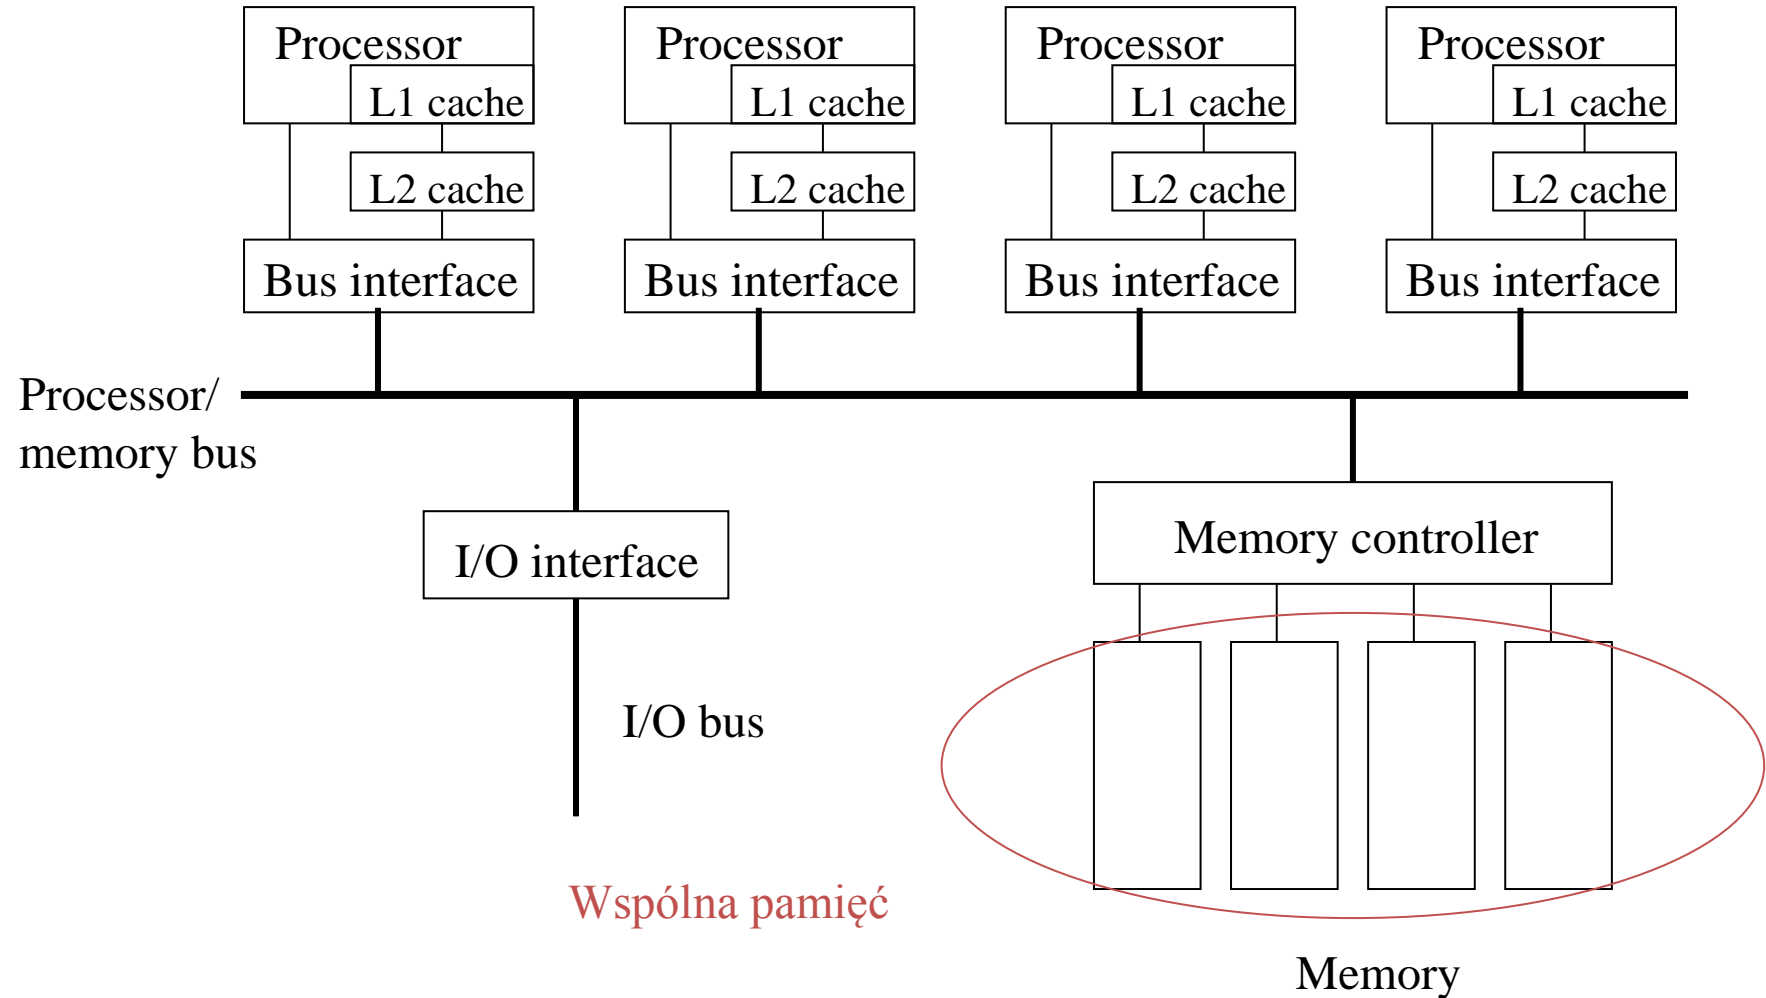 Processor Processor Processor Processor
L1 cache L1 cache L1 cache L1 cache
L2 cache L2 cache L2 cache L2 cache
Bus interface Bus interface Bus interface Bus interface
Processor/
memory bus
Memory controller
I/O interface
I/O bus
Wspólna pamięć
Memory